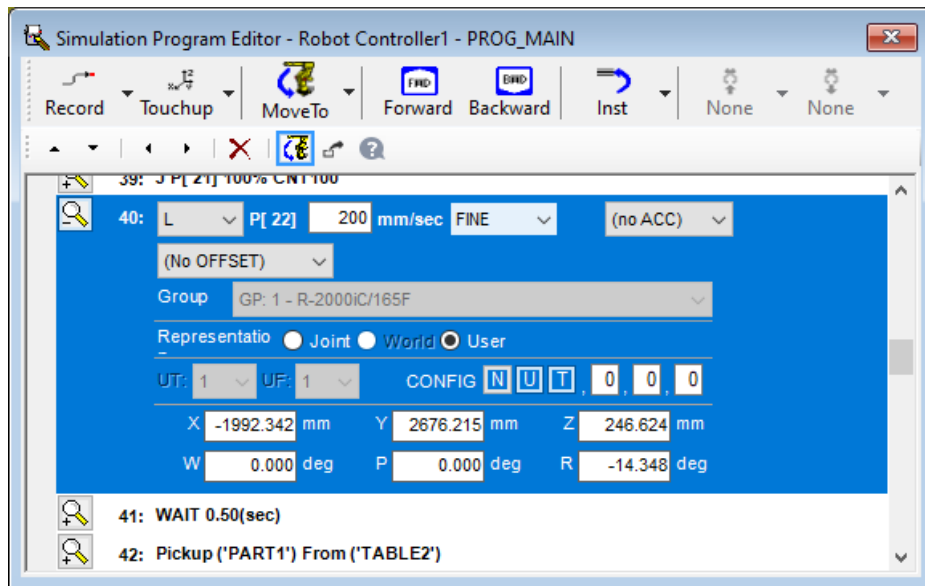 Simulation Program Editor - Robot Controller1 - PROG_MAIN
Record Touchup MoveTo FWD Forward BWD Backward Inst None None
39: J P[ 21] 100% CNT100
40: L P[ 22] 200 mm/sec FINE (no ACC)
(No OFFSET)
Group GP: 1 - R-2000iC/165F
Representatio Joint World User
UT: 1 UF: 1 CONFIG N U T , 0 , 0 , 0
X -1992.342 mm Y 2676.215 mm Z 246.624 mm
W 0.000 deg P 0.000 deg R -14.348 deg
41: WAIT 0.50(sec)
42: Pickup ('PART1') From ('TABLE2')